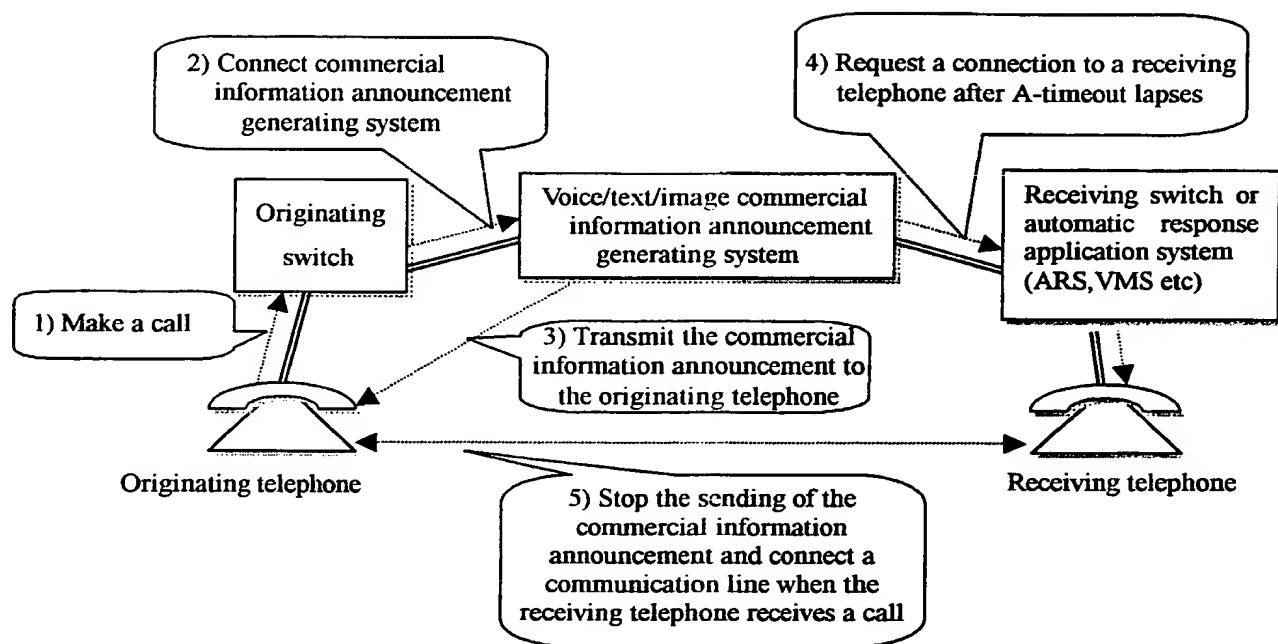 2) Connect commercial
information announcement
generating system
4) Request a connection to a receiving
telephone after A-timeout lapses
Originating
switch
Voice/text/image commercial
information announcement
generating system
Receiving switch or
automatic response
application system
(ARS,VMS etc)
1) Make a call
3) Transmit the commercial
information announcement to
the originating telephone
Originating telephone
Receiving telephone
5) Stop the sending of the
commercial information
announcement and connect a
communication line when the
receiving telephone receives a call